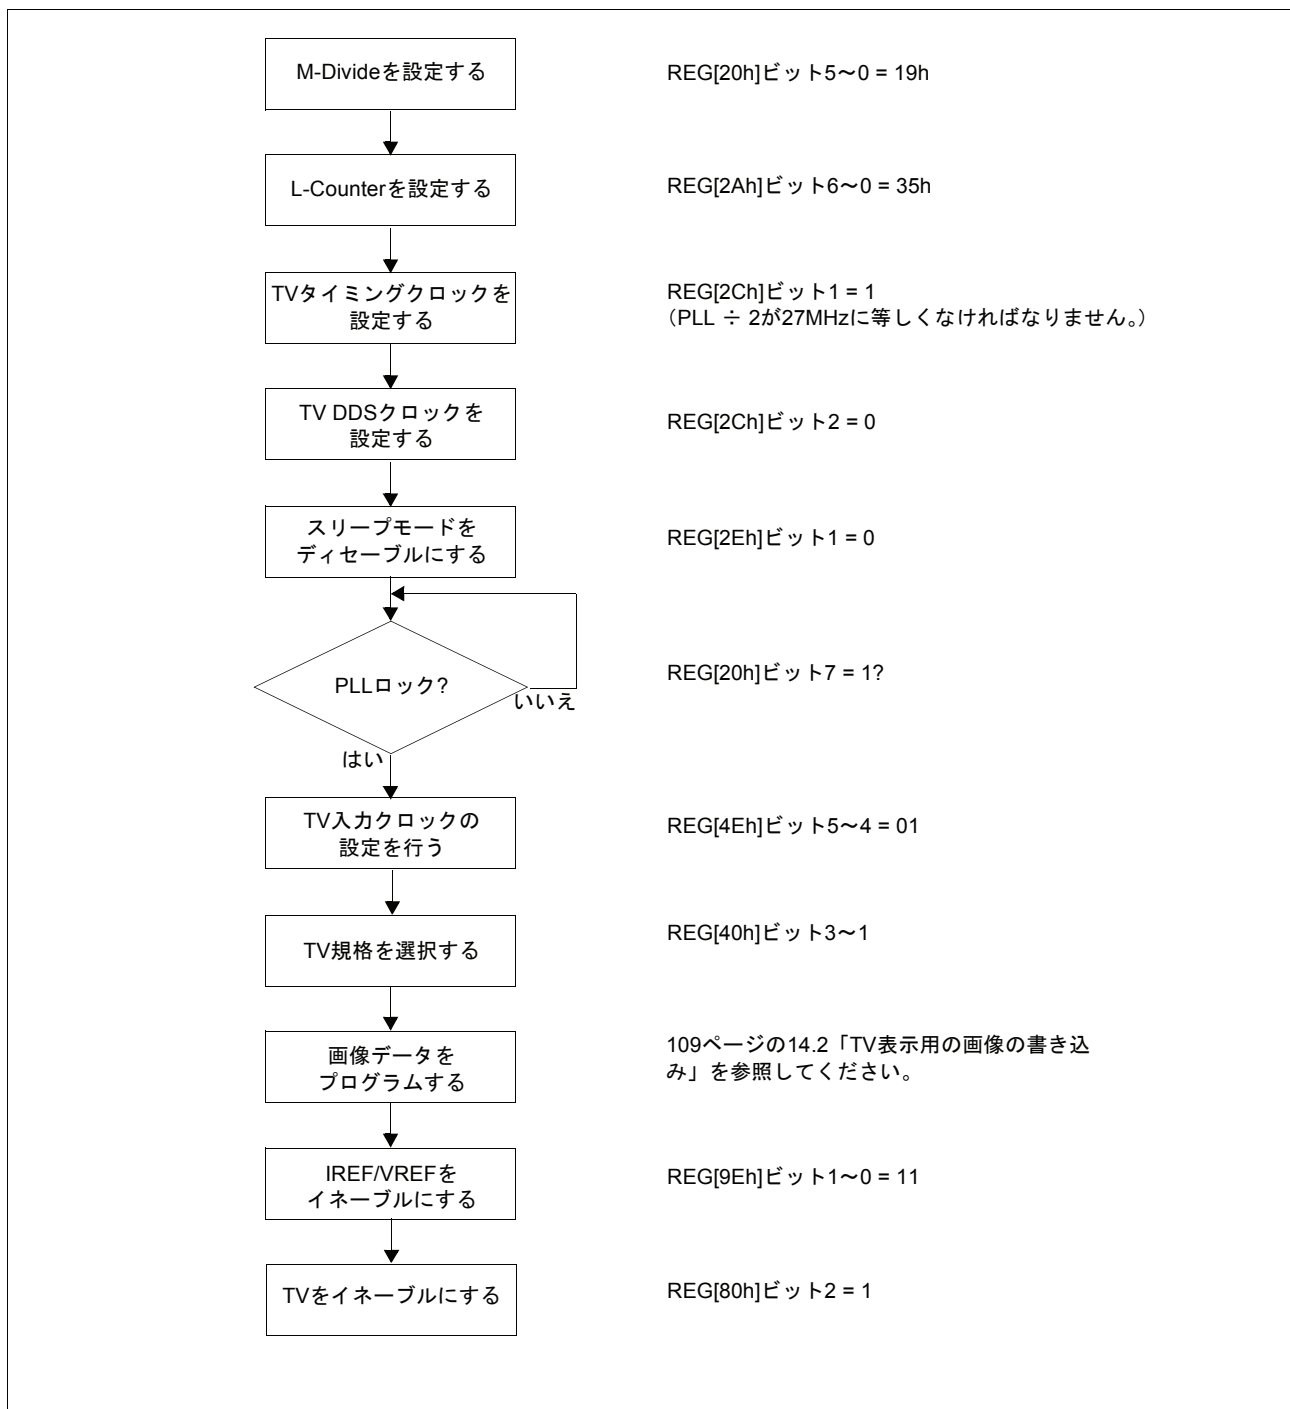 M-Divideを設定する
REG[20h]ビット5～0 = 19h
L-Counterを設定する
REG[2Ah]ビット6～0 = 35h
TVタイミングクロックを
設定する
REG[2Ch]ビット1 = 1
（PLL ÷ 2が27MHzに等しくなければなりません。）
TV DDSクロックを
設定する
REG[2Ch]ビット2 = 0
スリープモードを
ディセーブルにする
REG[2Eh]ビット1 = 0
PLLロック?
いいえ
REG[20h]ビット7 = 1?
はい
TV入力クロックの
設定を行う
REG[4Eh]ビット5～4 = 01
TV規格を選択する
REG[40h]ビット3～1
画像データを
プログラムする
109ページの14.2「TV表示用の画像の書き込
み」を参照してください。
IREF/VREFを
イネーブルにする
REG[9Eh]ビット1～0 = 11
TVをイネーブルにする
REG[80h]ビット2 = 1